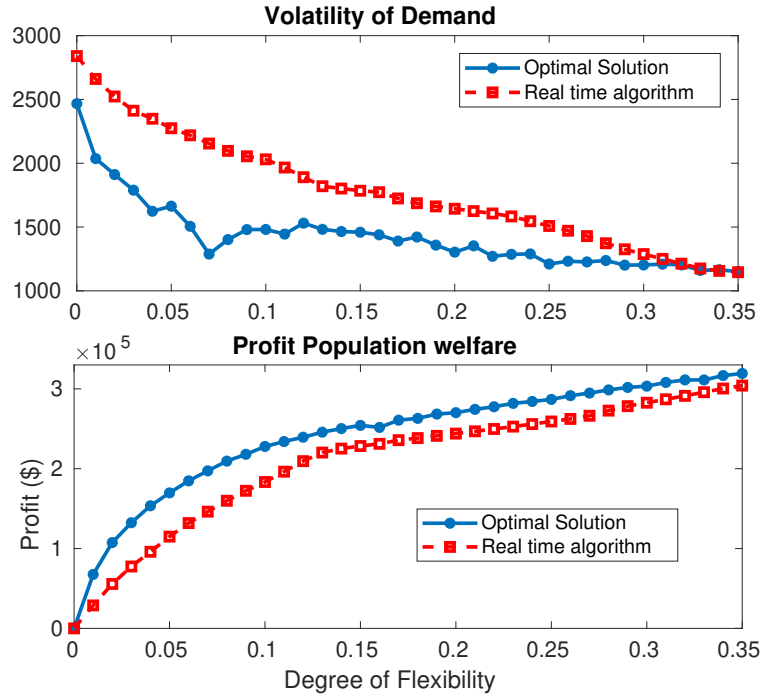 Volatility of Demand
3000
2500
2000
1500
1000
Optimal Solution
Real time algorithm
0 0.05 0.1 0.15 0.2 0.25 0.3 0.35
×10 5
Profit Population welfare
3
2
1
0
Profit ($)
Optimal Solution
Real time algorithm
0 0.05 0.1 0.15 0.2 0.25 0.3 0.35
Degree of Flexibility